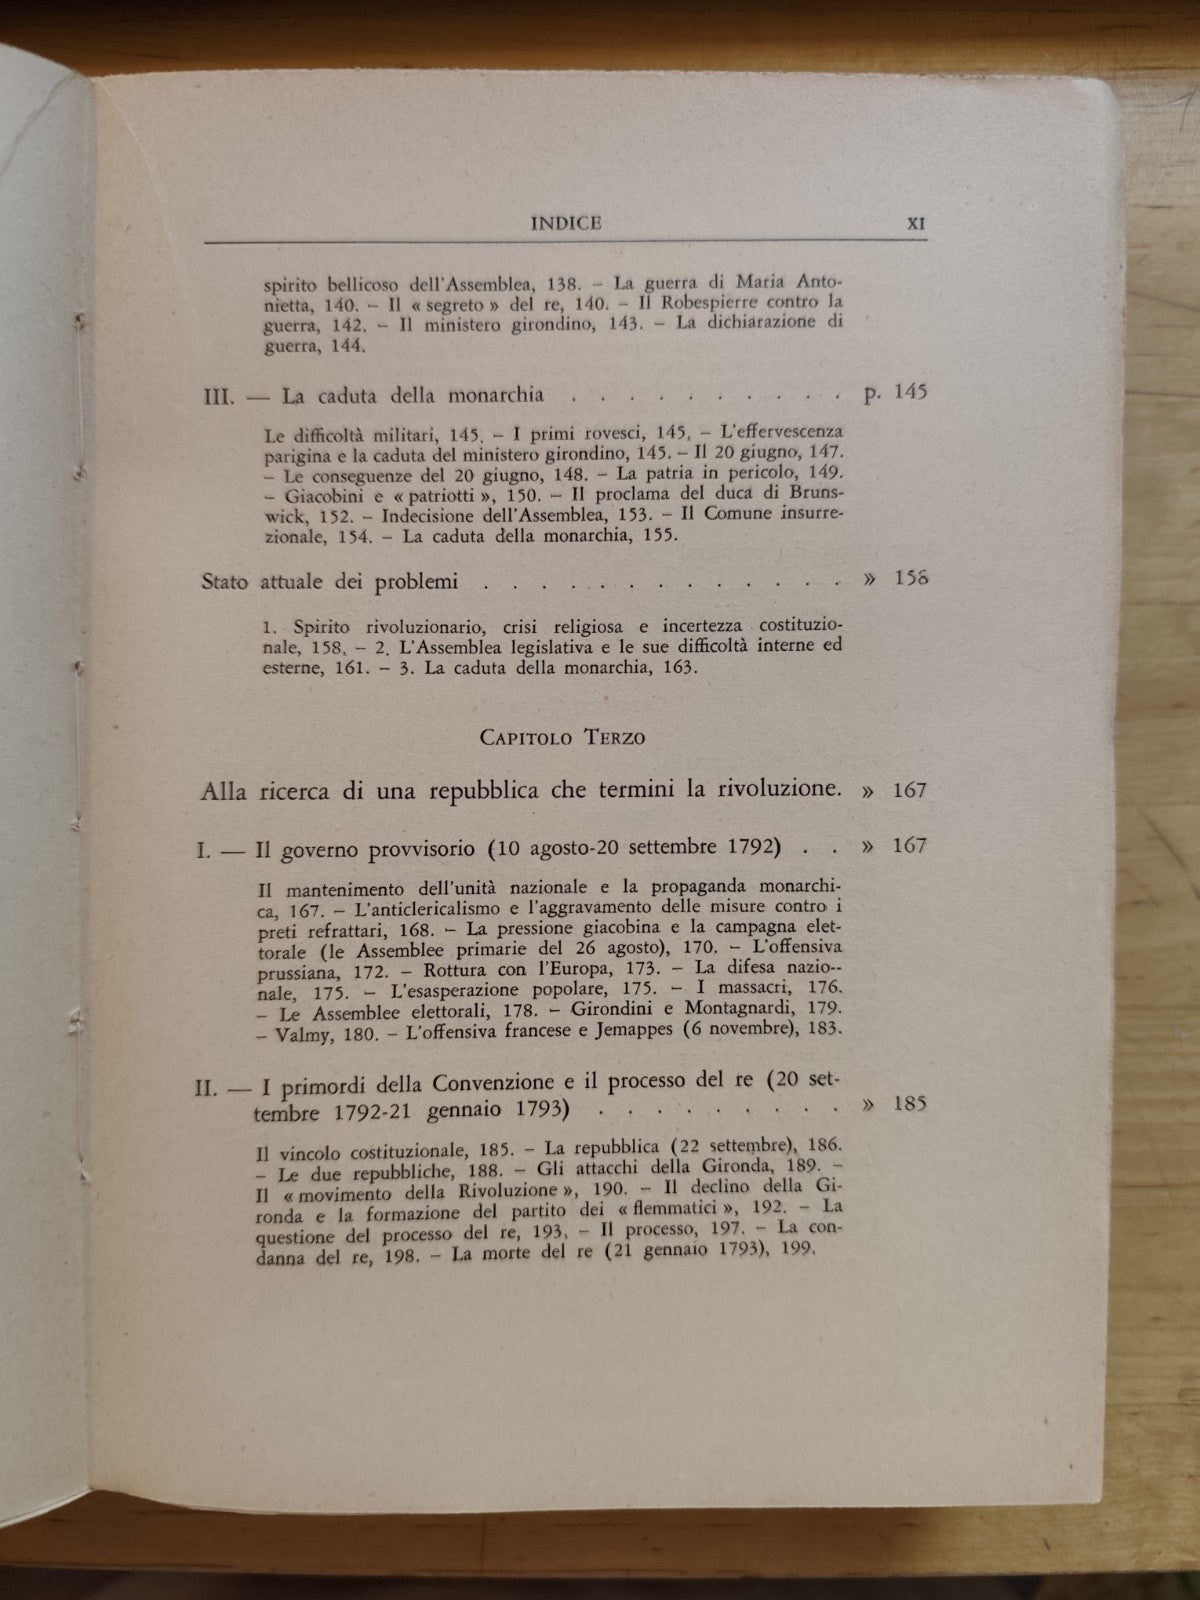 INDICE XI
spirito bellicoso dell'Assemblea, 138. – La guerra di Maria Anto-
nietta, 140. – Il « segreto » del re, 140. – Il Robespierre contro la
guerra, 142. – Il ministero girondino, 143. – La dichiarazione di
guerra, 144.
III. — La caduta della monarchia . . . . . . . . . . p. 145
Le difficoltà militari, 145. – I primi rovesci, 145. – L'effervescenza
parigina e la caduta del ministero girondino, 145. – Il 20 giugno, 147.
– Le conseguenze del 20 giugno, 148. – La patria in pericolo, 149.
– Giacobini e « patriotti », 150. – Il proclama del duca di Bruns-
wick, 152. – Indecisione dell'Assemblea, 153. – Il Comune insurre-
zionale, 154. – La caduta della monarchia, 155.
Stato attuale dei problemi . . . . . . . . . . . . . » 158
1. Spirito rivoluzionario, crisi religiosa e incertezza costituzio-
nale, 158. – 2. L'Assemblea legislativa e le sue difficoltà interne ed
esterne, 161. – 3. La caduta della monarchia, 163.
CAPITOLO TERZO
Alla ricerca di una repubblica che termini la rivoluzione. » 167
I. — Il governo provvisorio (10 agosto-20 settembre 1792) . . » 167
Il mantenimento dell'unità nazionale e la propaganda monarchi-
ca, 167. – L'anticlericalismo e l'aggravamento delle misure contro i
preti refrattari, 168. – La pressione giacobina e la campagna elet-
torale (le Assemblee primarie del 26 agosto), 170. – L'offensiva
prussiana, 172. – Rottura con l'Europa, 173. – La difesa nazio--
nale, 175. – L'esasperazione popolare, 175. – I massacri, 176.
– Le Assemblee elettorali, 178. – Girondini e Montagnardi, 179.
– Valmy, 180. – L'offensiva francese e Jemappes (6 novembre), 183.
II. — I primordi della Convenzione e il processo del re (20 set-
tembre 1792-21 gennaio 1793) . . . . . . . . . » 185
Il vincolo costituzionale, 185. – La repubblica (22 settembre), 186.
– Le due repubbliche, 188. – Gli attacchi della Gironda, 189. –
Il « movimento della Rivoluzione », 190. – Il declino della Gi-
ronda e la formazione del partito dei « flemmatici », 192. – La
questione del processo del re, 193. – Il processo, 197. – La con-
danna del re, 198. – La morte del re (21 gennaio 1793), 199.